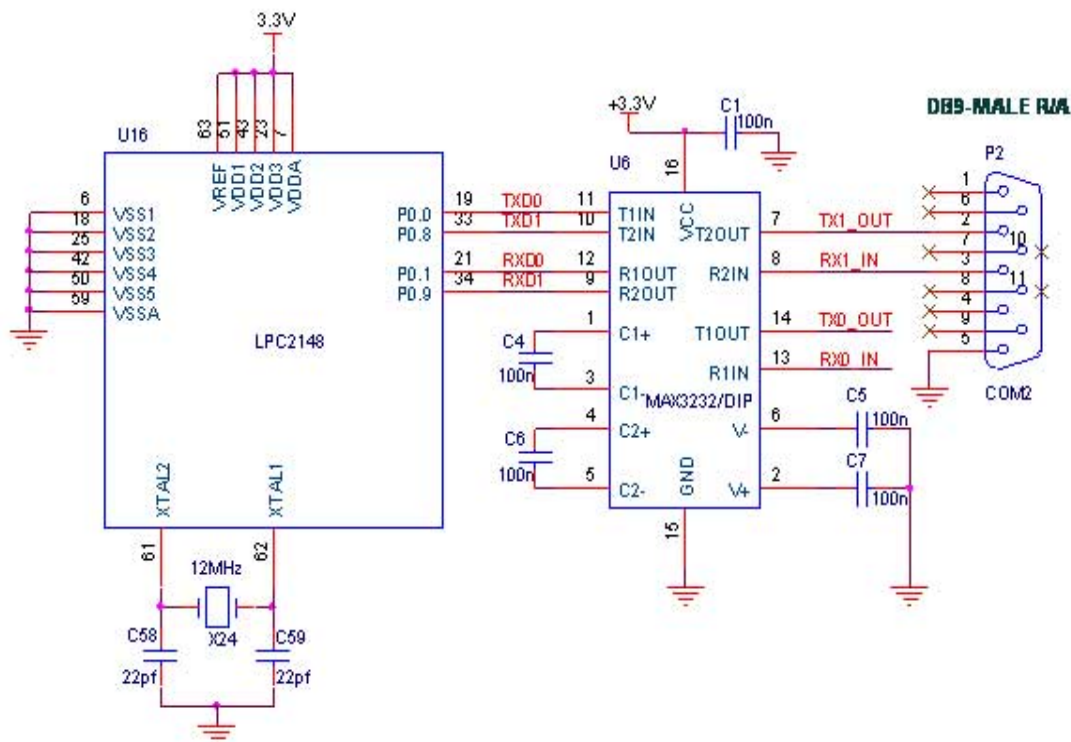 3.3V
U16
63
51
43
23
7
VREF
VDD1
VDD2
VDD3
VDDA
6 VSS1
18 VSS2
25 VSS3
42 VSS4
50 VSS5
59 VSSA
P0.0 19 TXD0
P0.8 33 TXD1
P0.1 21 RXD0
P0.9 34 RXD1
LPC2148
XTAL2
XTAL1
61
62
12MHz
X24
C58
22pf
C59
22pf
+3.3V
C1
100n
U6
16
VCC
11 T1IN
10 T2IN
12 R1OUT
9 R2OUT
1 C1+
3 C1-
4 C2+
5 C2-
C4
100n
C6
100n
T2OUT 7 TX1_OUT
R2IN 8 RX1_IN
T1OUT 14 TX0_OUT
R1IN 13 RX0_IN
MAX3232/DIP
V- 6
V+ 2
C5
100n
C7
100n
GND
15
DB9-MALE R/A
P2
1
6
2
7
10
3
8
11
4
9
5
COM2